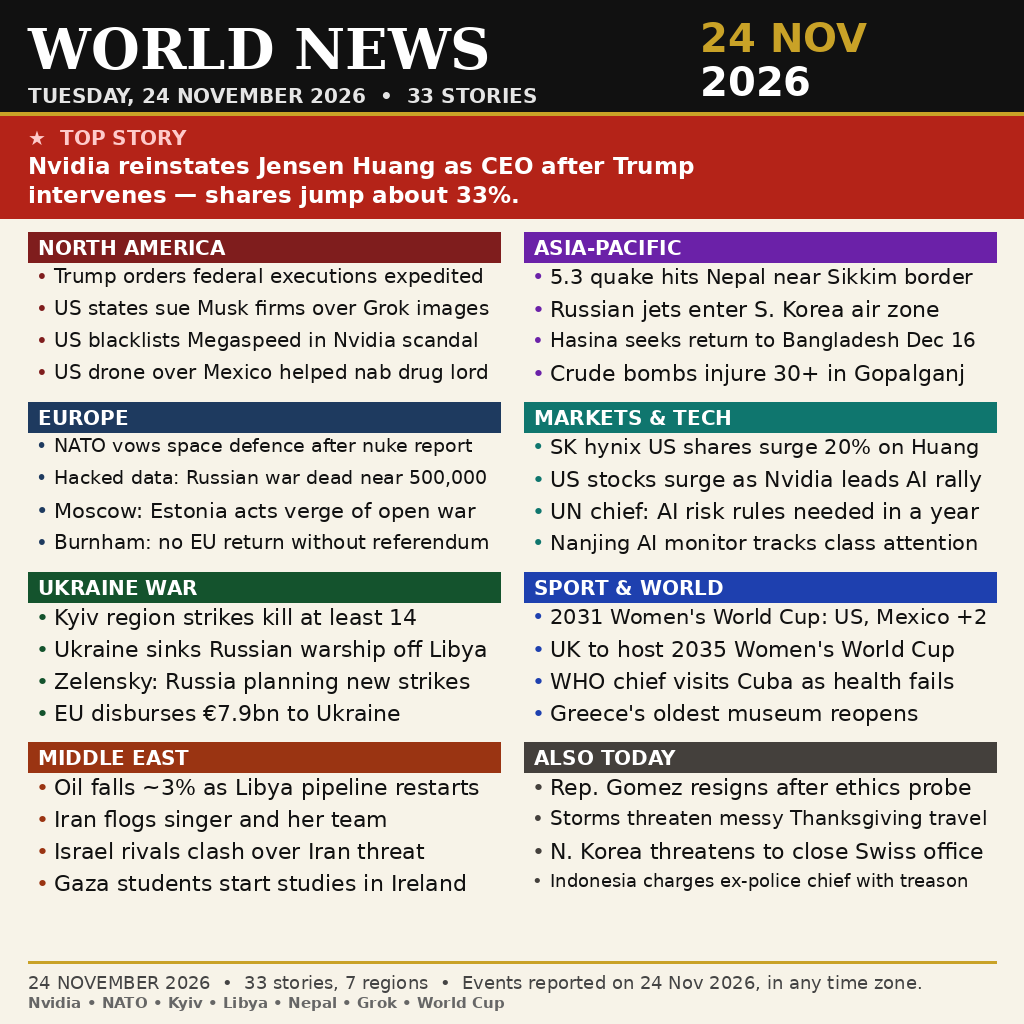 WORLD NEWS
TUESDAY, 24 NOVEMBER 2026 • 33 STORIES
24 NOV
2026
★ TOP STORY
Nvidia reinstates Jensen Huang as CEO after Trump
intervenes — shares jump about 33%.
NORTH AMERICA
• Trump orders federal executions expedited
• US states sue Musk firms over Grok images
• US blacklists Megaspeed in Nvidia scandal
• US drone over Mexico helped nab drug lord
ASIA-PACIFIC
• 5.3 quake hits Nepal near Sikkim border
• Russian jets enter S. Korea air zone
• Hasina seeks return to Bangladesh Dec 16
• Crude bombs injure 30+ in Gopalganj
EUROPE
• NATO vows space defence after nuke report
• Hacked data: Russian war dead near 500,000
• Moscow: Estonia acts verge of open war
• Burnham: no EU return without referendum
MARKETS & TECH
• SK hynix US shares surge 20% on Huang
• US stocks surge as Nvidia leads AI rally
• UN chief: AI risk rules needed in a year
• Nanjing AI monitor tracks class attention
UKRAINE WAR
• Kyiv region strikes kill at least 14
• Ukraine sinks Russian warship off Libya
• Zelensky: Russia planning new strikes
• EU disburses €7.9bn to Ukraine
SPORT & WORLD
• 2031 Women's World Cup: US, Mexico +2
• UK to host 2035 Women's World Cup
• WHO chief visits Cuba as health fails
• Greece's oldest museum reopens
MIDDLE EAST
• Oil falls ~3% as Libya pipeline restarts
• Iran flogs singer and her team
• Israel rivals clash over Iran threat
• Gaza students start studies in Ireland
ALSO TODAY
• Rep. Gomez resigns after ethics probe
• Storms threaten messy Thanksgiving travel
• N. Korea threatens to close Swiss office
• Indonesia charges ex-police chief with treason
24 NOVEMBER 2026 • 33 stories, 7 regions • Events reported on 24 Nov 2026, in any time zone.
Nvidia • NATO • Kyiv • Libya • Nepal • Grok • World Cup